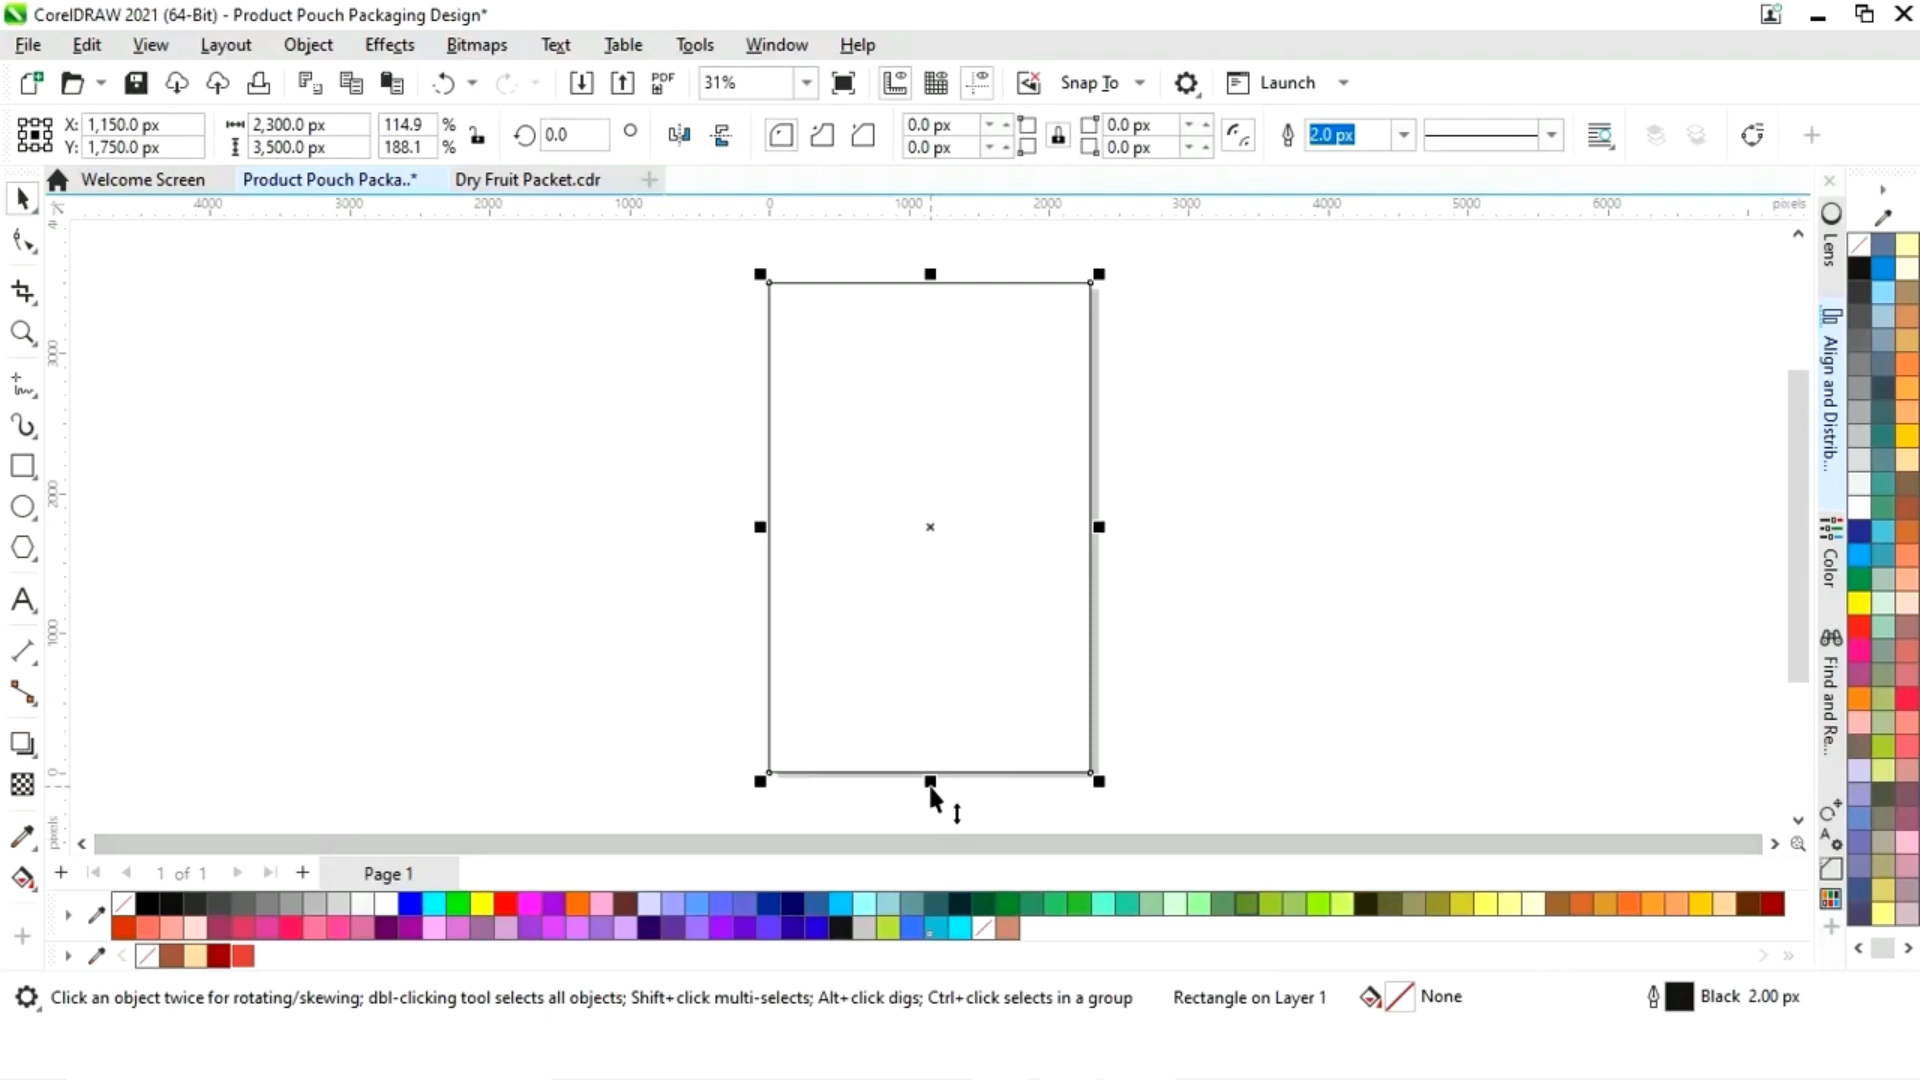 CorelDRAW 2021 (64-Bit) - Product Pouch Packaging Design*
File Edit View Layout Object Effects Bitmaps Text Table Tools Window Help
PDF 31% Snap To Launch
X: 1,150.0 px 2,300.0 px 114.9 % 0.0 0.0 px 0.0 px 2.0 px
Y: 1,750.0 px 3,500.0 px 188.1 % 0.0 px 0.0 px
Welcome Screen Product Pouch Packa..* Dry Fruit Packet.cdr
4000 3000 2000 1000 0 1000 2000 3000 4000 5000 6000 pixels
3000
2000
1000
0
pixels
Lens
Align and Distrib...
Color
Find and Re...
1 of 1 Page 1
Click an object twice for rotating/skewing; dbl-clicking tool selects all objects; Shift+click multi-selects; Alt+click digs; Ctrl+click selects in a group Rectangle on Layer 1 None Black 2.00 px